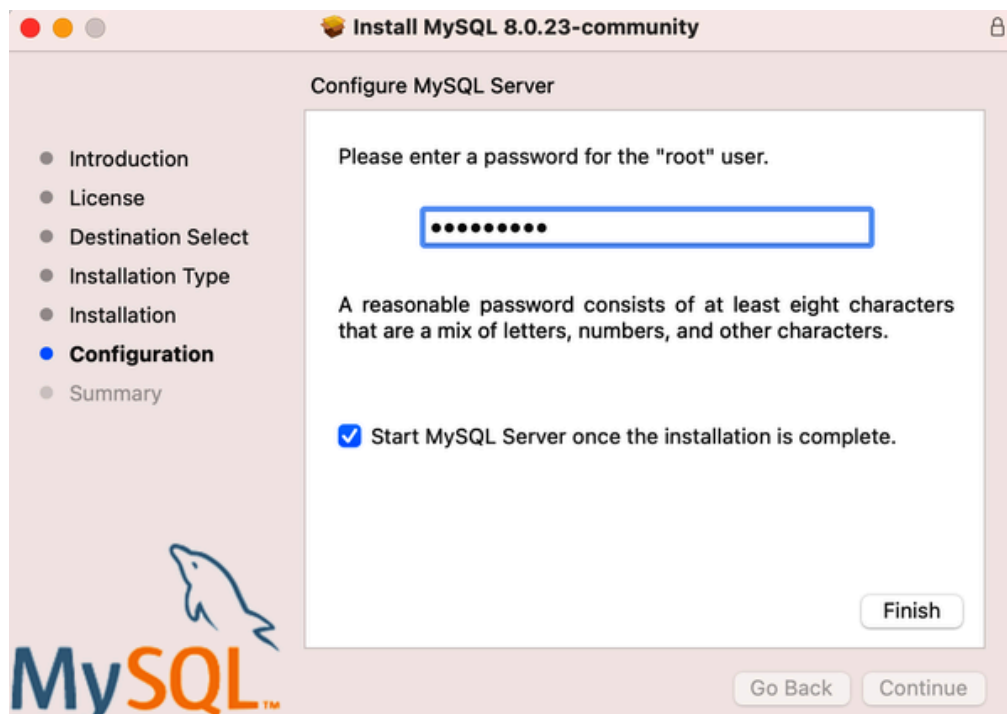 Install MySQL 8.0.23-community
Configure MySQL Server
Introduction
License
Destination Select
Installation Type
Installation
Configuration
Summary
Please enter a password for the "root" user.
•••••••••
A reasonable password consists of at least eight characters
that are a mix of letters, numbers, and other characters.
Start MySQL Server once the installation is complete.
Finish
MySQL™
Go Back
Continue